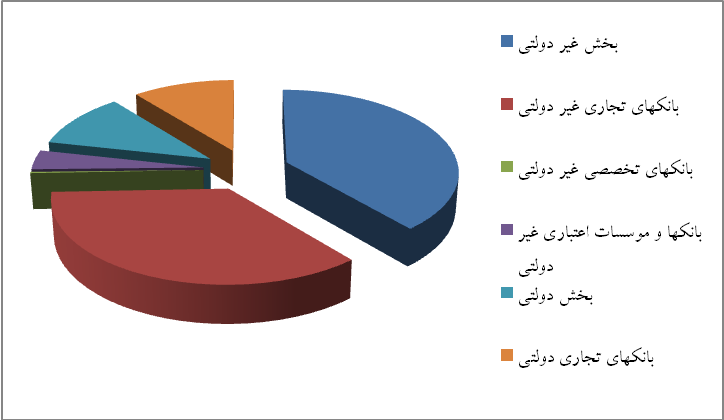 بخش غیر دولتی
بانکهای تجاری غیر دولتی
بانکهای تخصصی غیر دولتی
بانکها و موسسات اعتباری غیر
دولتی
بخش دولتی
بانکهای تجاری دولتی